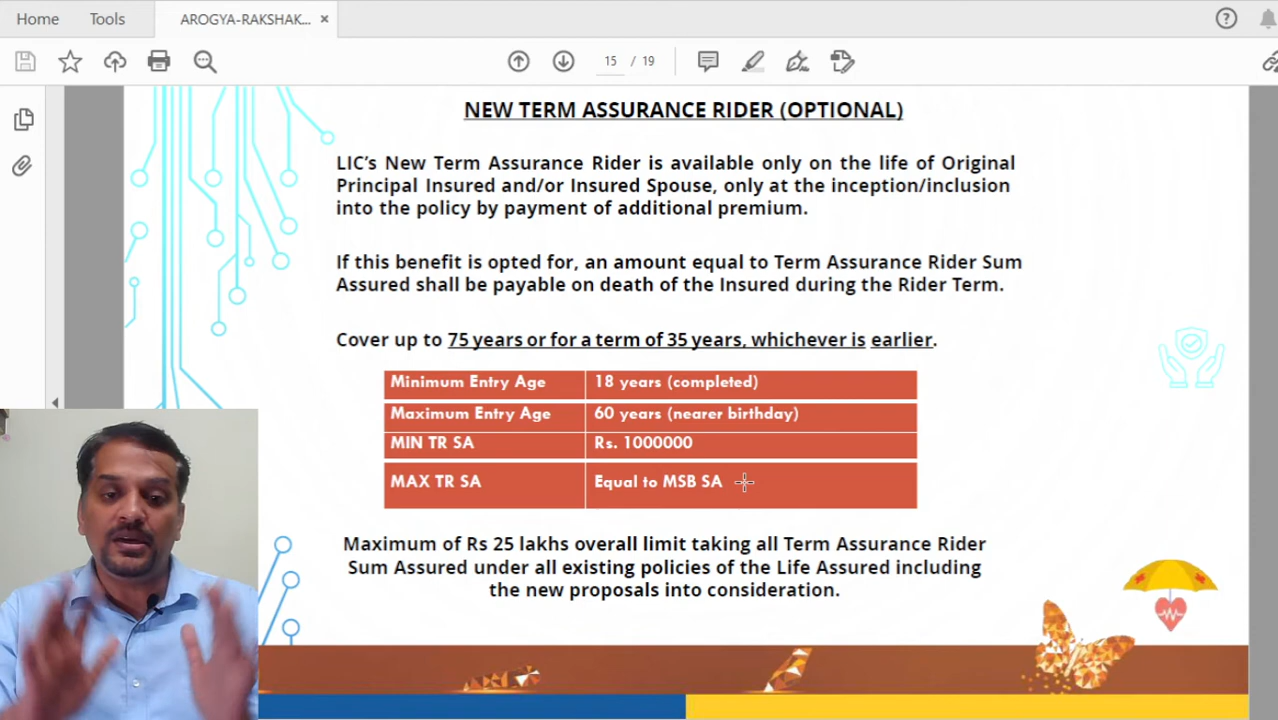 Home
Tools
AROGYA-RAKSHAK...
15 / 19
NEW TERM ASSURANCE RIDER (OPTIONAL)
LIC's New Term Assurance Rider is available only on the life of Original
Principal Insured and/or Insured Spouse, only at the inception/inclusion
into the policy by payment of additional premium.
If this benefit is opted for, an amount equal to Term Assurance Rider Sum
Assured shall be payable on death of the Insured during the Rider Term.
Cover up to 75 years or for a term of 35 years, whichever is earlier.
Minimum Entry Age 18 years (completed)
Maximum Entry Age 60 years (nearer birthday)
MIN TR SA Rs. 1000000
MAX TR SA Equal to MSB SA
Maximum of Rs 25 lakhs overall limit taking all Term Assurance Rider
Sum Assured under all existing policies of the Life Assured including
the new proposals into consideration.